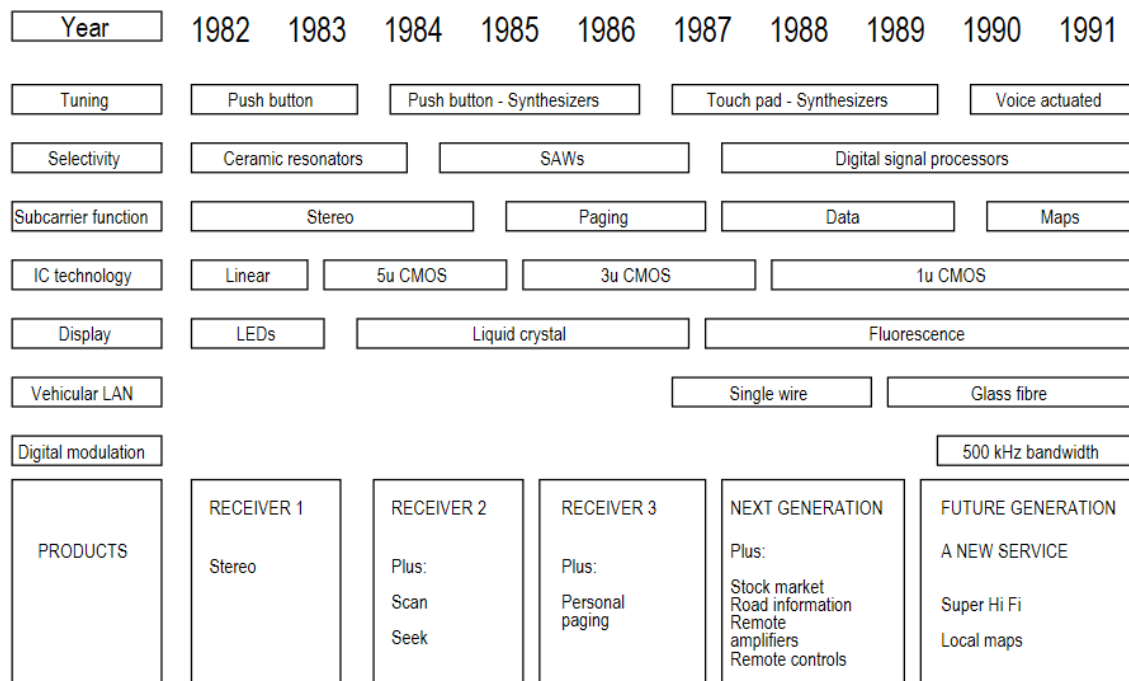 Year 1982 1983 1984 1985 1986 1987 1988 1989 1990 1991
Tuning Push button Push button - Synthesizers Touch pad - Synthesizers Voice actuated
Selectivity Ceramic resonators SAWs Digital signal processors
Subcarrier function Stereo Paging Data Maps
IC technology Linear 5u CMOS 3u CMOS 1u CMOS
Display LEDs Liquid crystal Fluorescence
Vehicular LAN Single wire Glass fibre
Digital modulation 500 kHz bandwidth
PRODUCTS
RECEIVER 1
Stereo
RECEIVER 2
Plus:
Scan
Seek
RECEIVER 3
Plus:
Personal
paging
NEXT GENERATION
Plus:
Stock market
Road information
Remote
amplifiers
Remote controls
FUTURE GENERATION
A NEW SERVICE
Super Hi Fi
Local maps